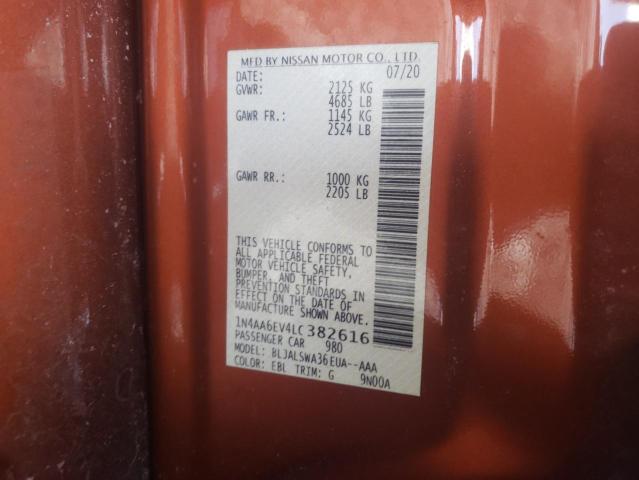 MFD BY NISSAN MOTOR CO., LTD.
DATE: 07/20
GVWR: 2125 KG
4685 LB
GAWR FR.: 1145 KG
2524 LB
GAWR RR.: 1000 KG
2205 LB
THIS VEHICLE CONFORMS TO
ALL APPLICABLE FEDERAL
MOTOR VEHICLE SAFETY,
BUMPER, AND THEFT
PREVENTION STANDARDS IN
EFFECT ON THE DATE OF
MANUFACTURE SHOWN ABOVE.
1N4AA6EV4LC382616
PASSENGER CAR 980
MODEL: BLJALSWA36EUA--AAA
COLOR: EBL TRIM: G 9N00A